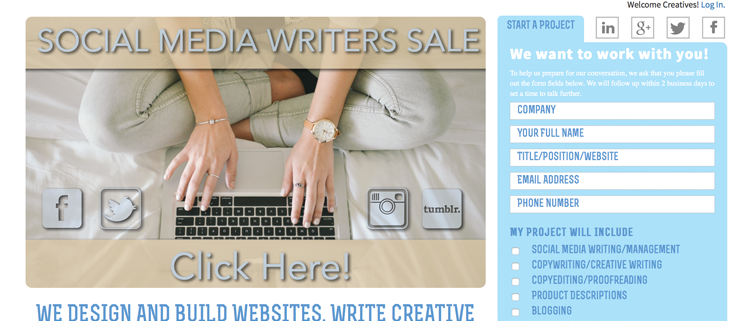 Welcome Creatives! Log In.
SOCIAL MEDIA WRITERS SALE
START A PROJECT
in
g+
f
We want to work with you!
To help us prepare for our conversation, we ask that you please fill
out the form fields below. We will follow up within 2 business days to
set a time to talk further.
COMPANY
YOUR FULL NAME
TITLE/POSITION/WEBSITE
EMAIL ADDRESS
PHONE NUMBER
f
tumblr.
Click Here!
MY PROJECT WILL INCLUDE
SOCIAL MEDIA WRITING/MANAGEMENT
COPYWRITING/CREATIVE WRITING
COPYEDITING/PROOFREADING
PRODUCT DESCRIPTIONS
BLOGGING
WE DESIGN AND BUILD WEBSITES, WRITE CREATIVE